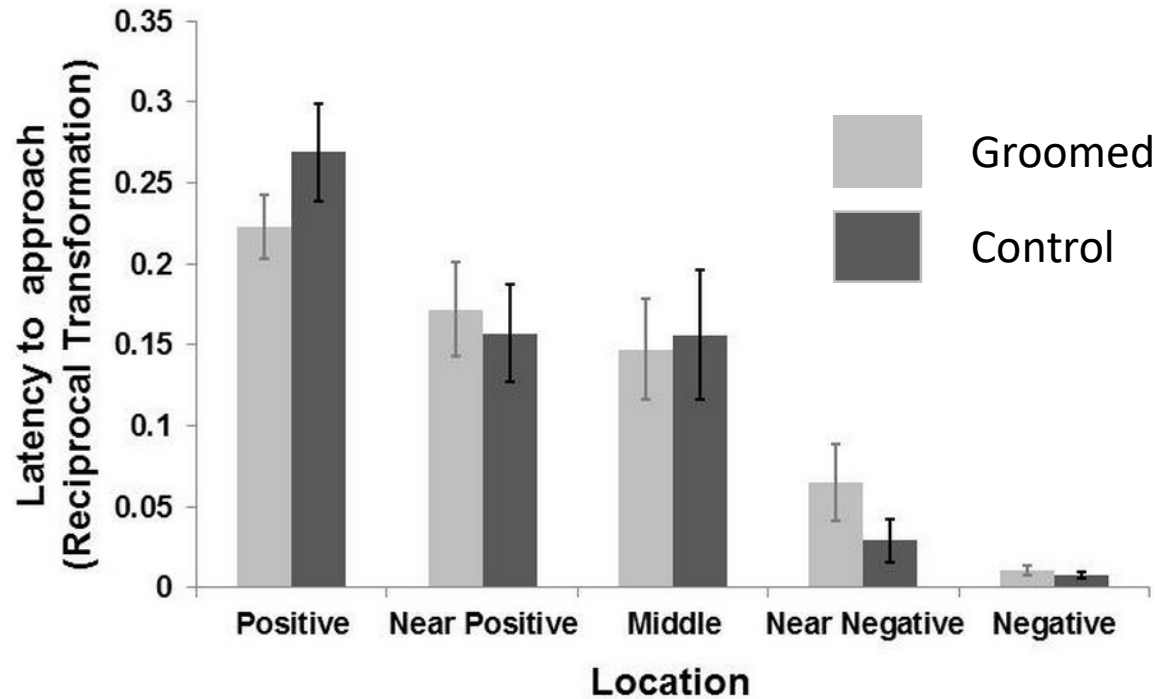 Latency to approach
(Reciprocal Transformation)
0.35
0.3
0.25
0.2
0.15
0.1
0.05
0
Groomed
Control
Positive
Near Positive
Middle
Near Negative
Negative
Location